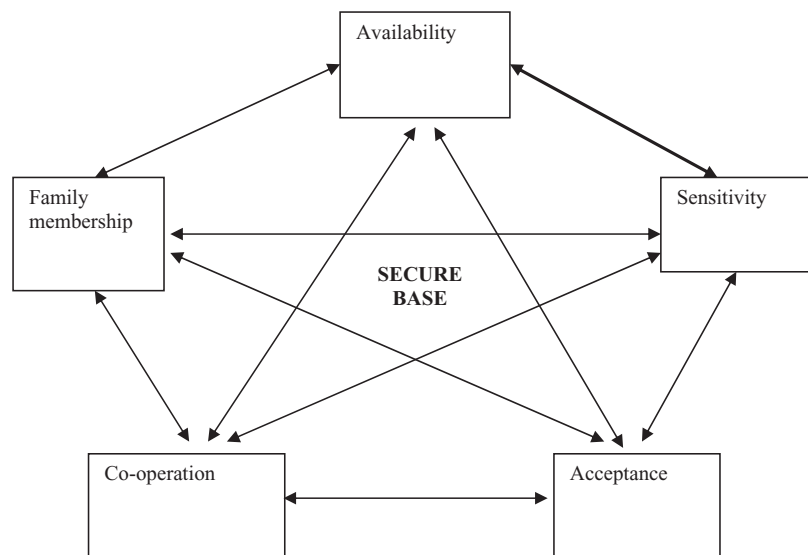 Availability
Family
membership
Sensitivity
SECURE
BASE
Co-operation
Acceptance